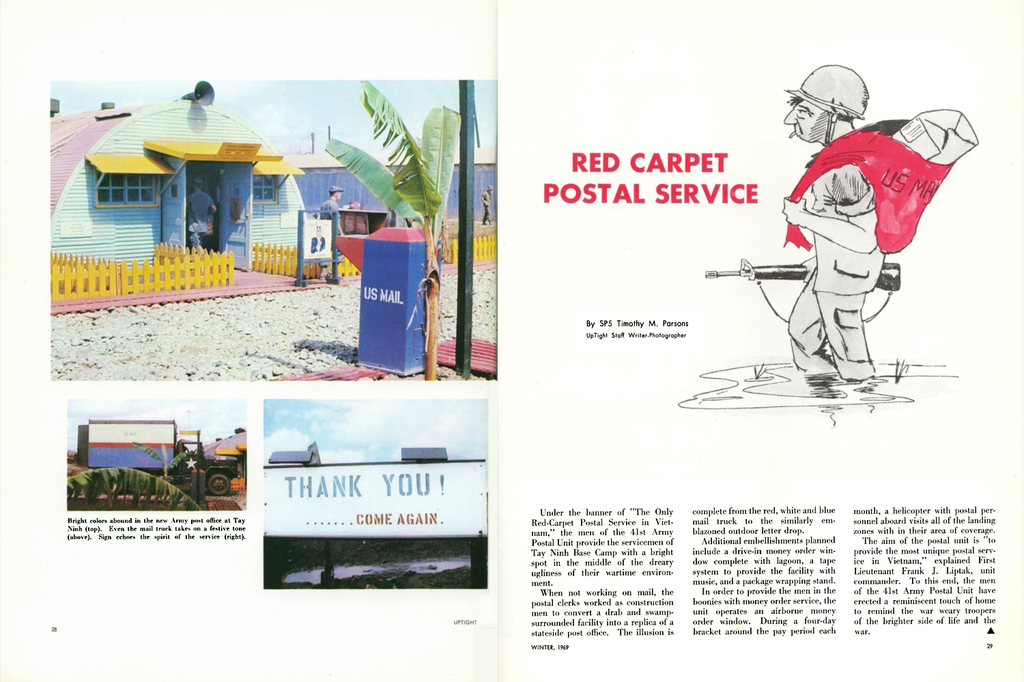 US MAIL
THANK YOU!
.......COME AGAIN.
Bright colors abound in the new Army post office at Tay
Ninh (top). Even the mail truck takes on a festive tone
(above). Sign echoes the spirit of the service (right).
28
UPTIGHT
RED CARPET
POSTAL SERVICE
US MA
By SP5 Timothy M. Parsons
UpTight Staff Writer-Photographer
Under the banner of "The Only
Red-Carpet Postal Service in Viet-
nam," the men of the 41st Army
Postal Unit provide the servicemen of
Tay Ninh Base Camp with a bright
spot in the middle of the dreary
ugliness of their wartime environ-
ment.
When not working on mail, the
postal clerks worked as construction
men to convert a drab and swamp-
surrounded facility into a replica of a
stateside post office. The illusion is
complete from the red, white and blue
mail truck to the similarly em-
blazoned outdoor letter drop.
Additional embellishments planned
include a drive-in money order win-
dow complete with lagoon, a tape
system to provide the facility with
music, and a package wrapping stand.
In order to provide the men in the
boonies with money order service, the
unit operates an airborne money
order window. During a four-day
bracket around the pay period each
month, a helicopter with postal per-
sonnel aboard visits all of the landing
zones with in their area of coverage.
The aim of the postal unit is "to
provide the most unique postal serv-
ice in Vietnam," explained First
Lieutenant Frank J. Liptak, unit
commander. To this end, the men
of the 41st Army Postal Unit have
erected a reminiscent touch of home
to remind the war weary troopers
of the brighter side of life and the
war.
WINTER, 1969
29